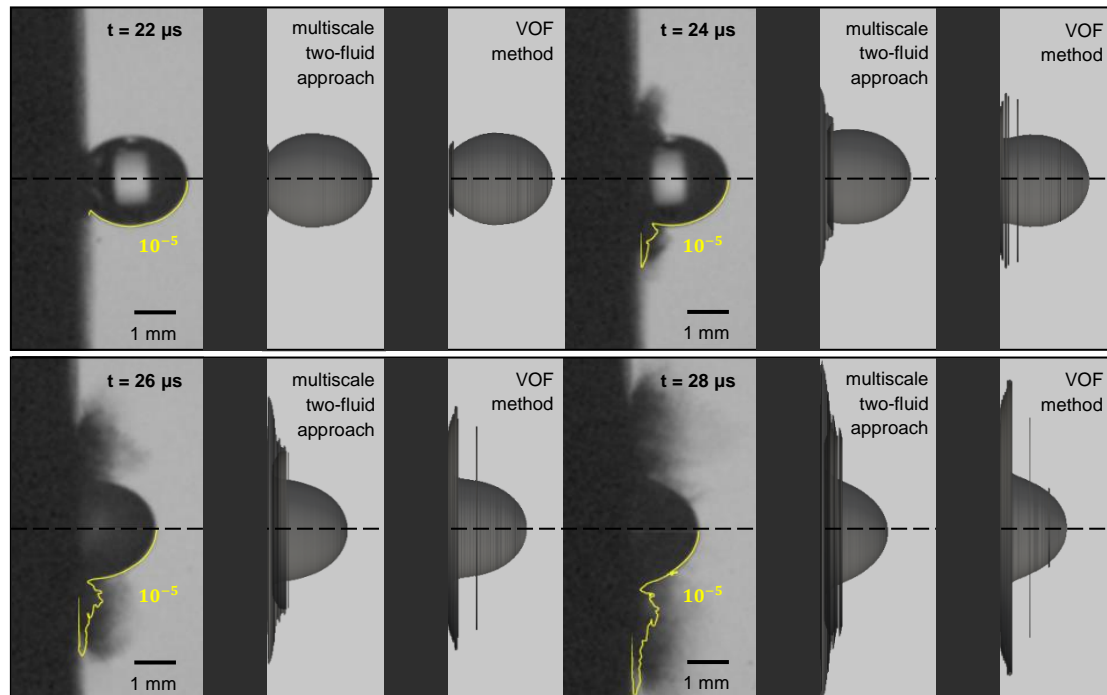 t = 22 µs
multiscale
two-fluid
approach
VOF
method
10⁻⁵
1 mm
t = 24 µs
multiscale
two-fluid
approach
VOF
method
10⁻⁵
1 mm
t = 26 µs
multiscale
two-fluid
approach
VOF
method
10⁻⁵
1 mm
t = 28 µs
multiscale
two-fluid
approach
VOF
method
10⁻⁵
1 mm